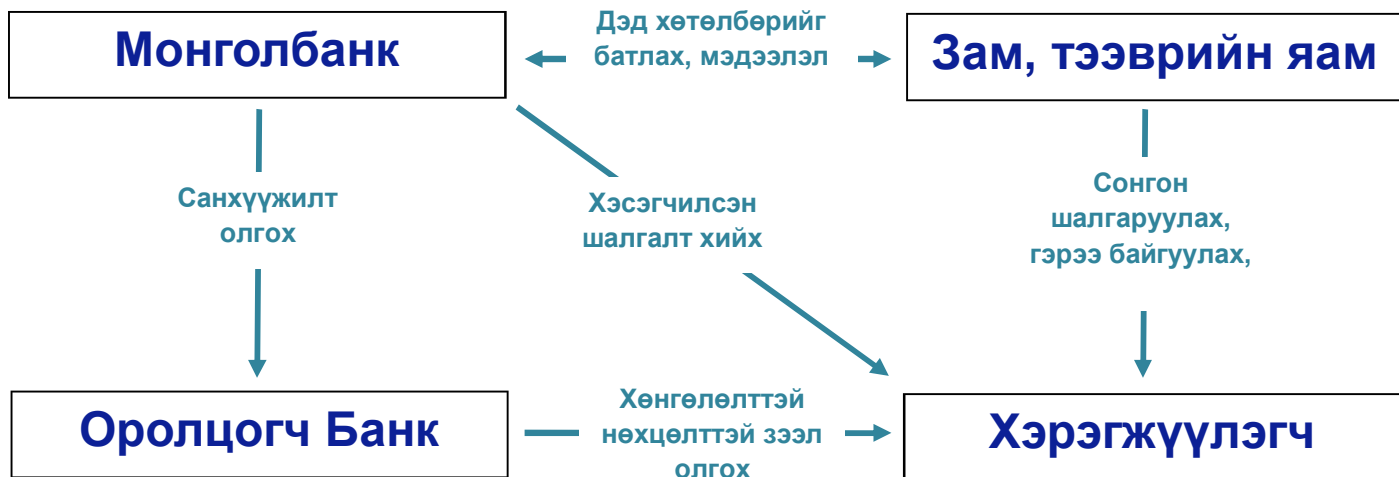 Монголбанк
Дэд хөтөлбөрийг
батлах, мэдээлэл
Зам, тээврийн яам
Санхүүжилт
олгох
Хэсэгчилсэн
шалгалт хийх
Сонгон
шалгаруулах,
гэрээ байгуулах,
Оролцогч Банк
Хөнгөлөлттэй
нөхцөлттэй зээл
олгох
Хэрэгжүүлэгч